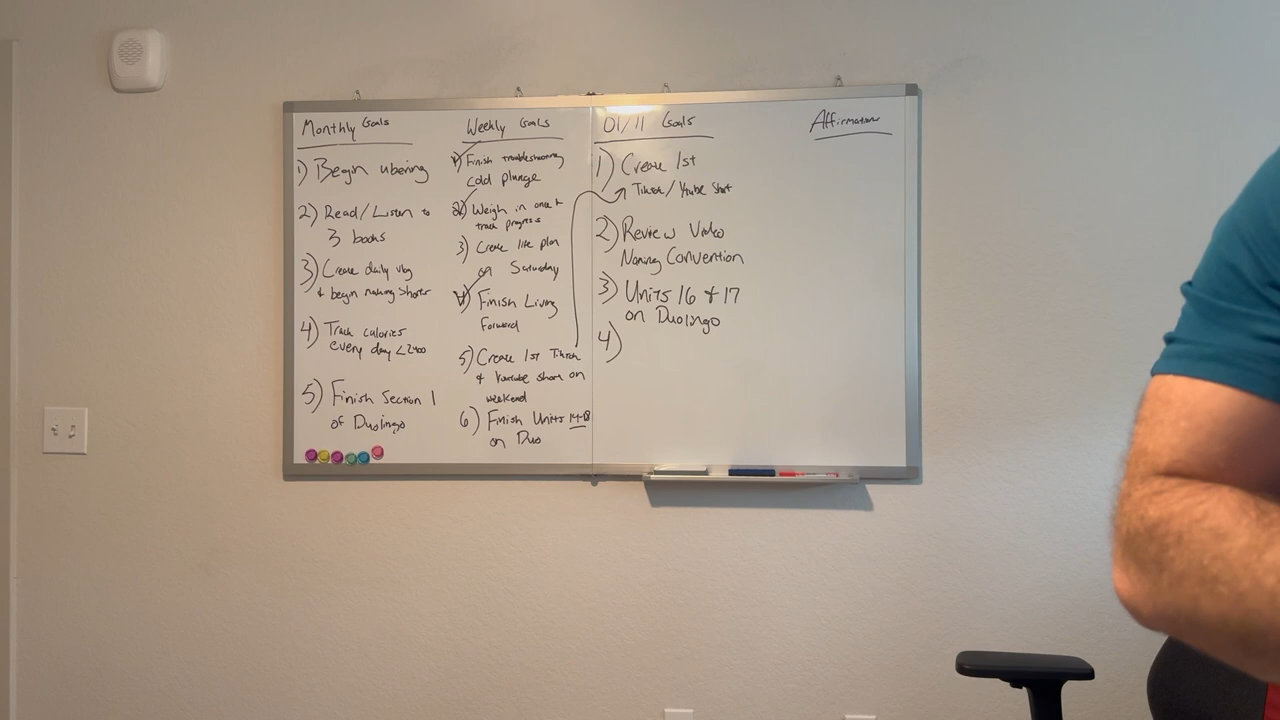 Monthly Goals
1) Begin ubering
2) Read/Listen to
3 books
3) Create daily vlog
& begin making shorts
4) Track calories
every day <2400
5) Finish Section 1
of Duolingo
Weekly Goals
1) Finish troubleshooting
cold plunge
2) Weigh in once &
track progress
3) Create life plan
on Saturday
4) Finish Living
Forward
5) Create 1st Tiktok
& Youtube short on
weekend
6) Finish Units 14-18
on Duo
01/11 Goals
1) Create 1st
Tiktok/Ytube Short
2) Review Video
Naming Convention
3) Units 16 & 17
on Duolingo
4)
Affirmations